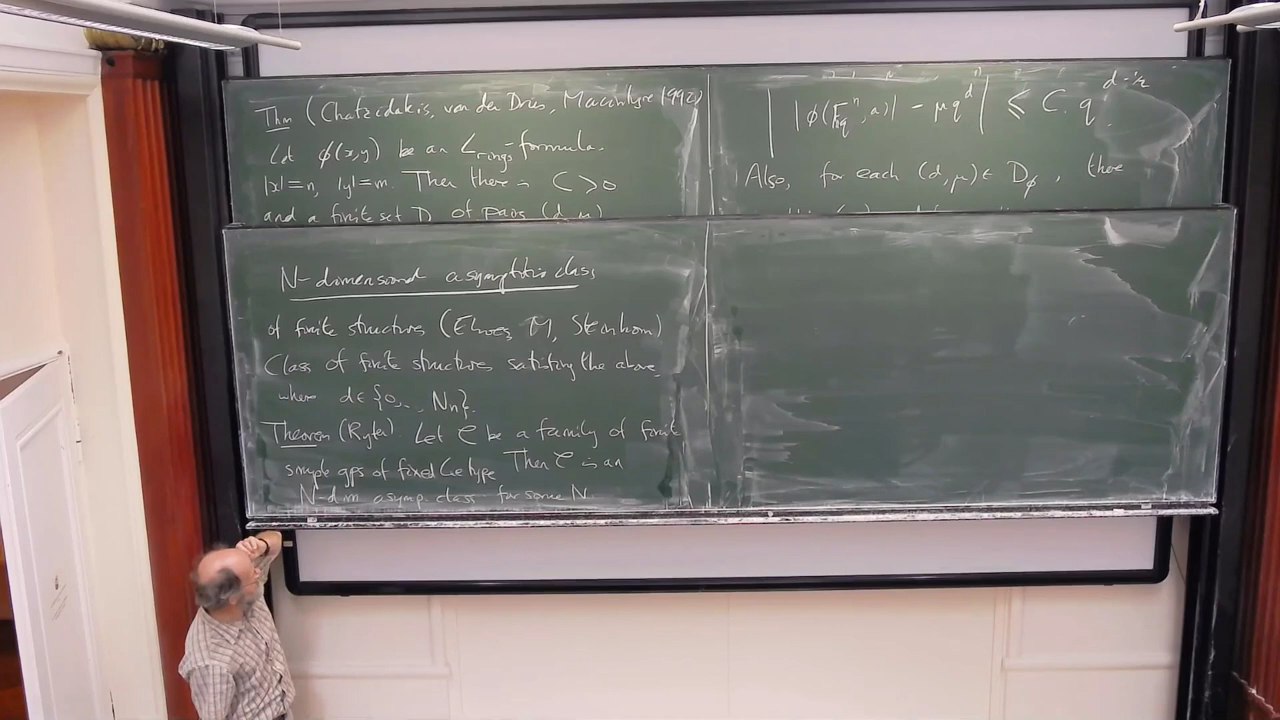 Thm (Chatzidakis, van den Dries, Macintyre 1992)
Let φ(x,y) be an L_rings-formula.
|x|=n, |y|=m. Then there is C>0
and a finite set D of pairs (d,μ)
| |φ(F_q^n, a)| - μq^d | ≤ C.q^{d-1/2}.
Also, for each (d,μ) ∈ D_φ, there
N-dimensional asymptotic class
of finite structures (Elwes, M, Steinhorn)
Class of finite structures satisfying the above,
where d∈{0,..,Nn}.
Theorem (Ryten). Let C be a family of finite
simple gps of fixed Lie type. Then C is an
N-dim asymp. class for some N.